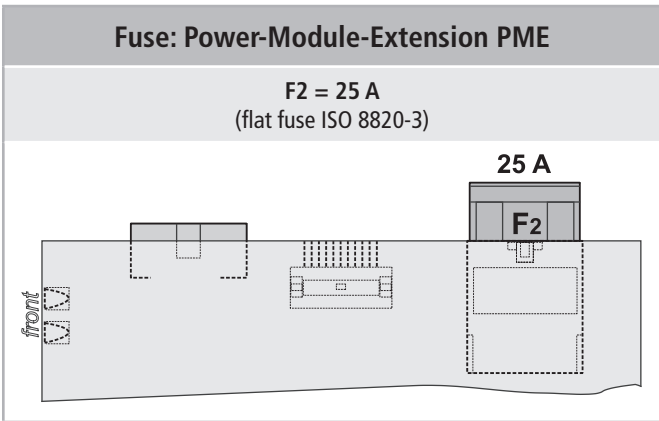 Fuse: Power-Module-Extension PME
F2 = 25 A
(flat fuse ISO 8820-3)
25 A
F2
front